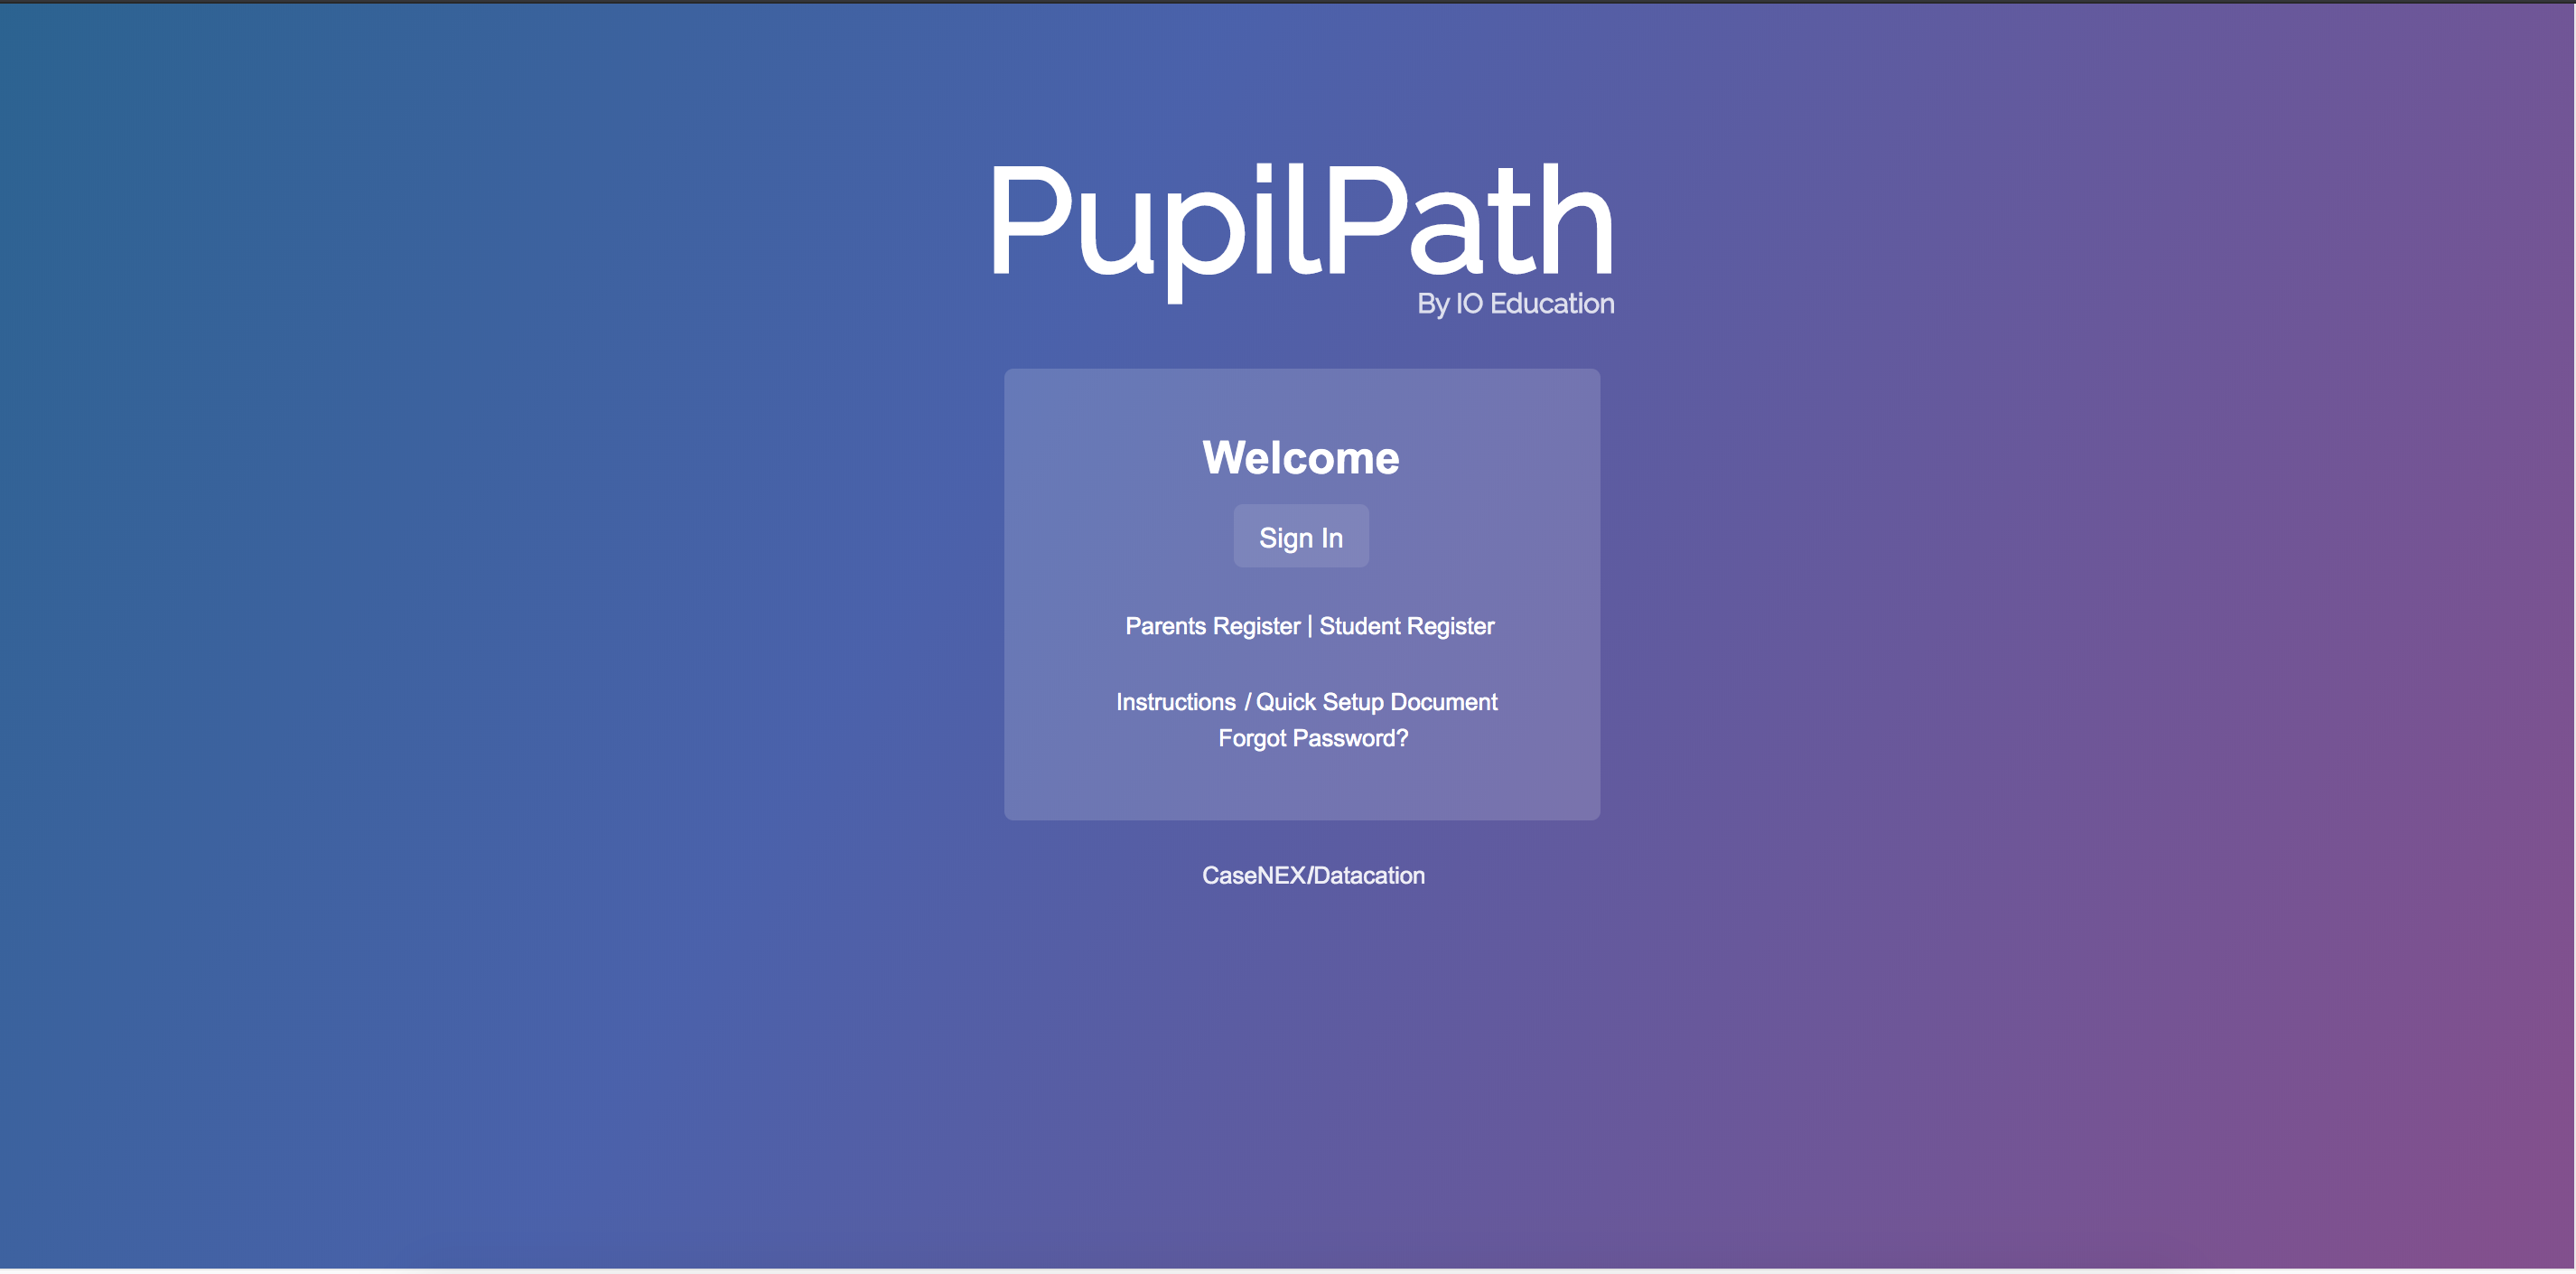 PupilPath
By IO Education
Welcome
Sign In
Parents Register | Student Register
Instructions / Quick Setup Document
Forgot Password?
CaseNEX/Datacation